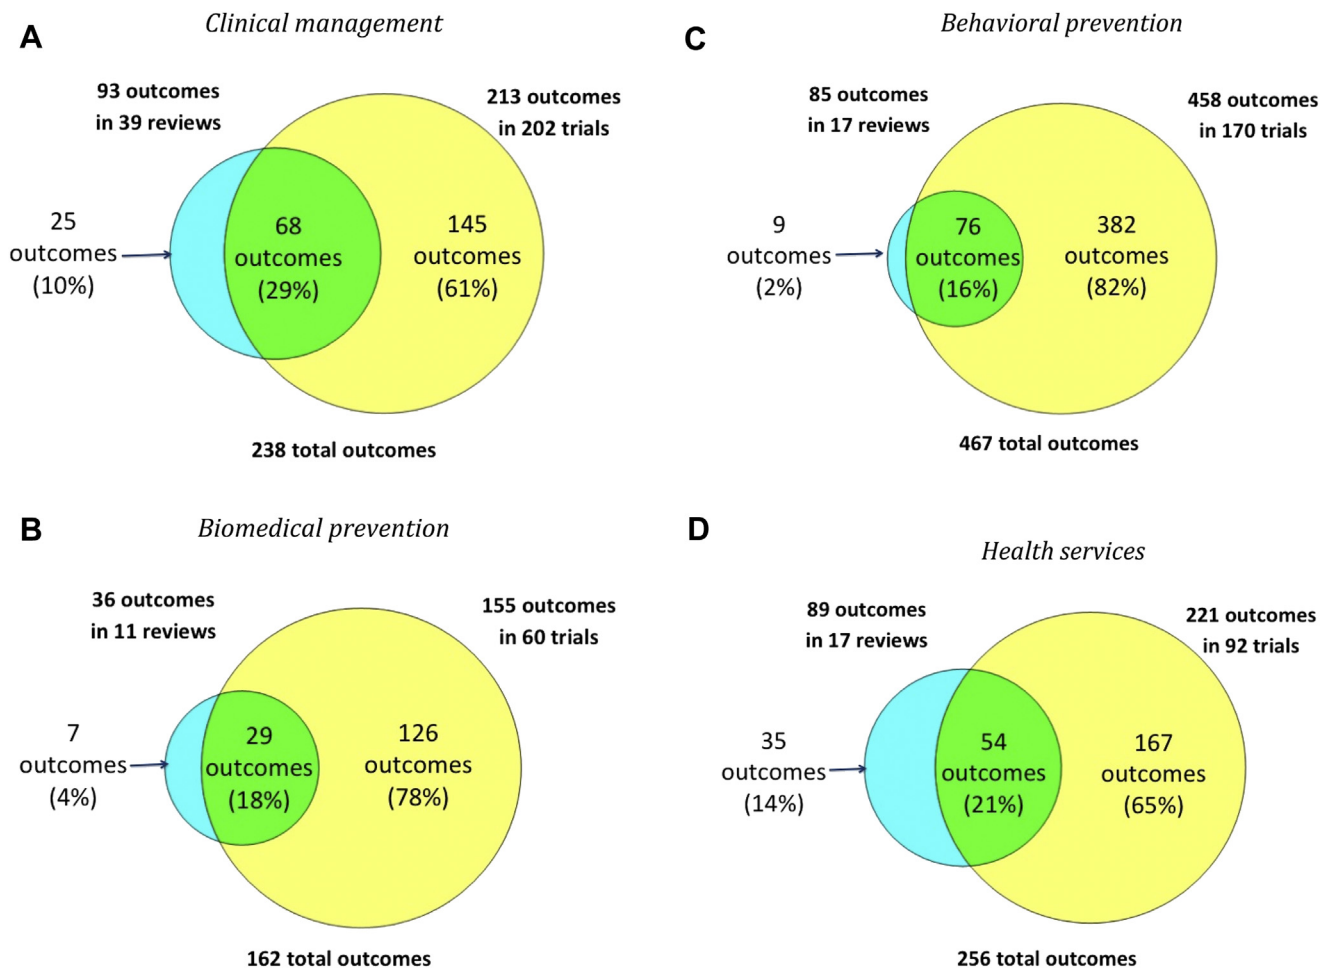 A
Clinical management
93 outcomes
in 39 reviews
213 outcomes
in 202 trials
25
outcomes
(10%)
68
outcomes
(29%)
145
outcomes
(61%)
238 total outcomes
B
Biomedical prevention
36 outcomes
in 11 reviews
155 outcomes
in 60 trials
7
outcomes
(4%)
29
outcomes
(18%)
126
outcomes
(78%)
162 total outcomes
C
Behavioral prevention
85 outcomes
in 17 reviews
458 outcomes
in 170 trials
9
outcomes
(2%)
76
outcomes
(16%)
382
outcomes
(82%)
467 total outcomes
D
Health services
89 outcomes
in 17 reviews
221 outcomes
in 92 trials
35
outcomes
(14%)
54
outcomes
(21%)
167
outcomes
(65%)
256 total outcomes